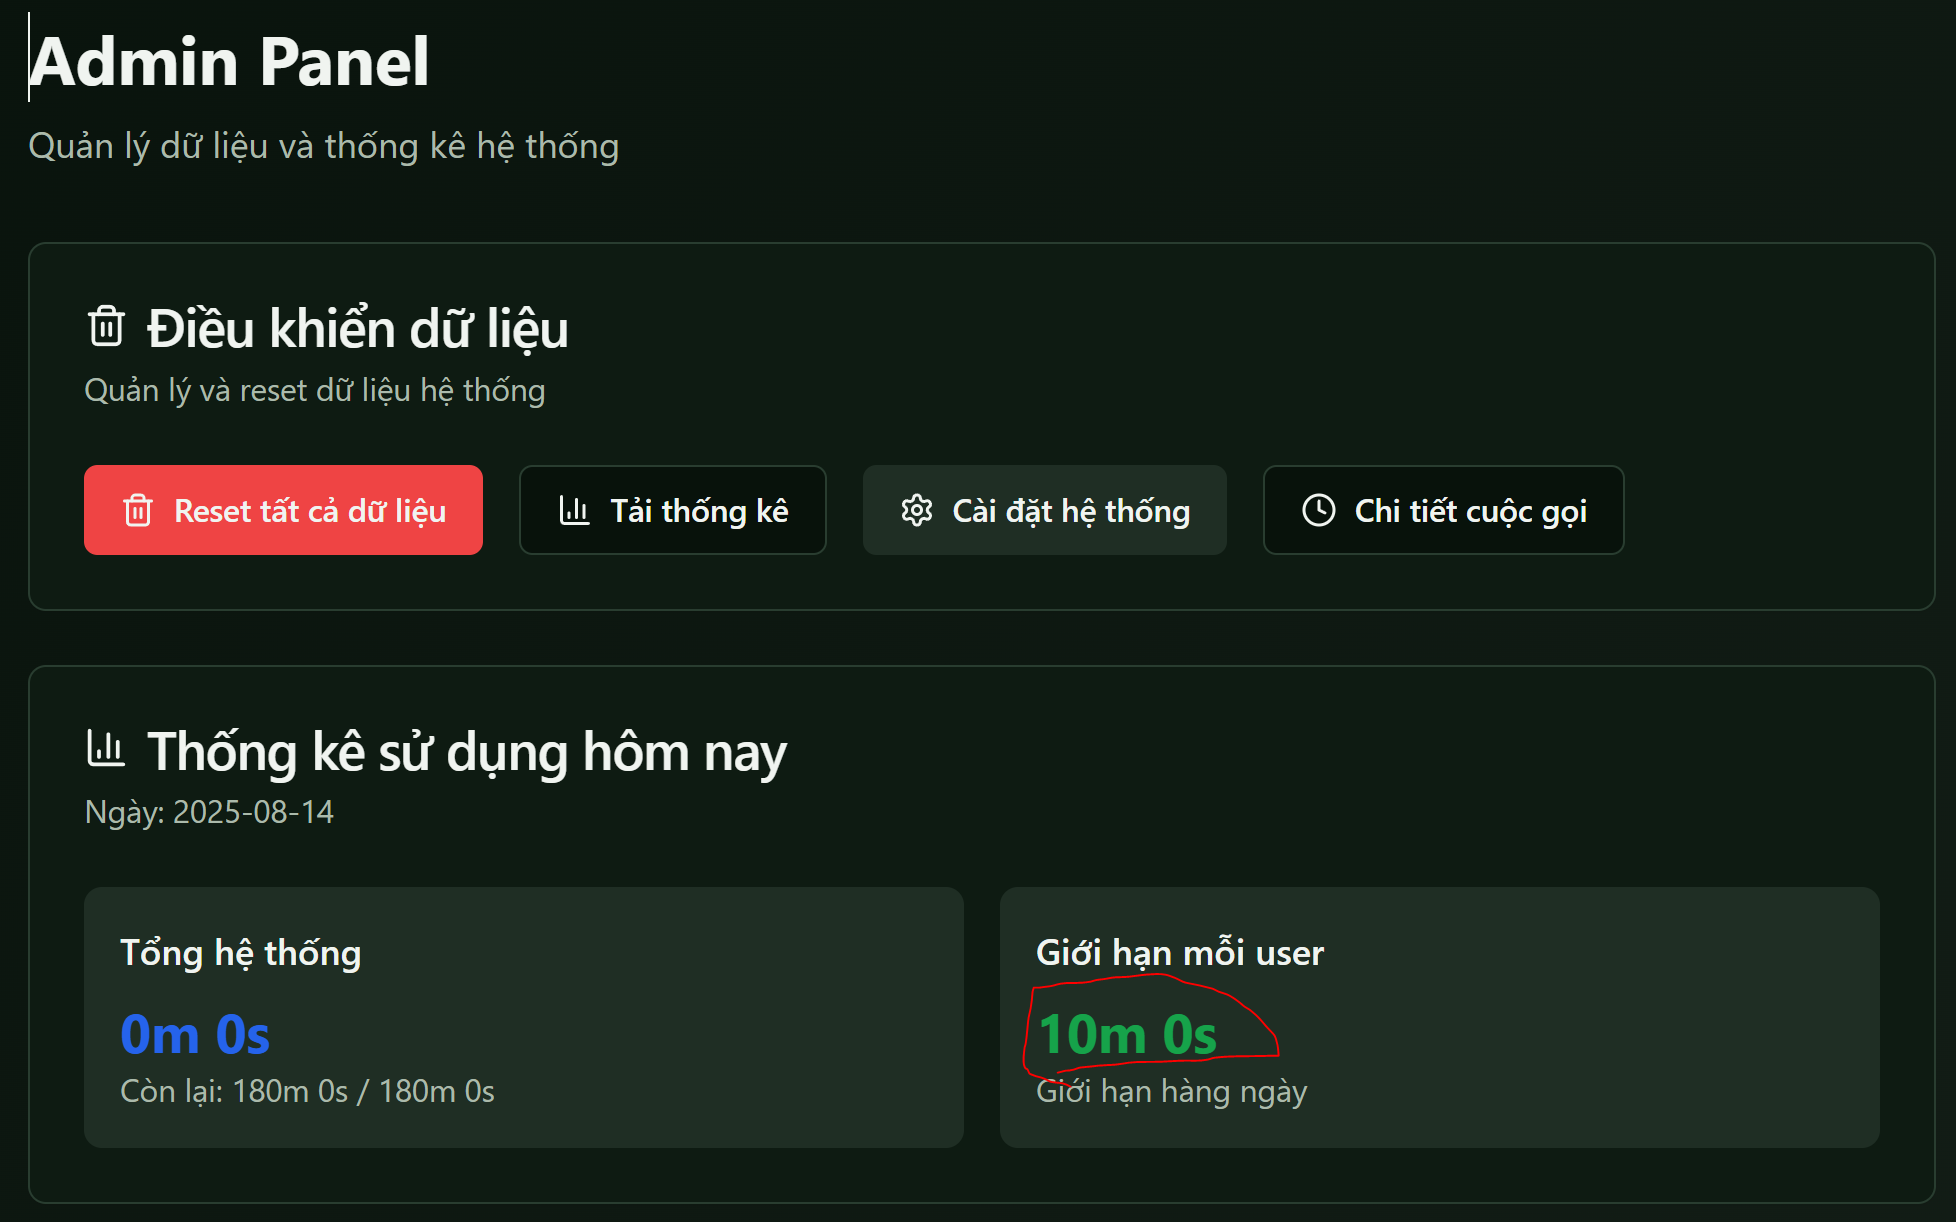 Admin Panel
Quản lý dữ liệu và thống kê hệ thống
Điều khiển dữ liệu
Quản lý và reset dữ liệu hệ thống
Reset tất cả dữ liệu
Tải thống kê
Cài đặt hệ thống
Chi tiết cuộc gọi
Thống kê sử dụng hôm nay
Ngày: 2025-08-14
Tổng hệ thống
0m 0s
Còn lại: 180m 0s / 180m 0s
Giới hạn mỗi user
10m 0s
Giới hạn hàng ngày